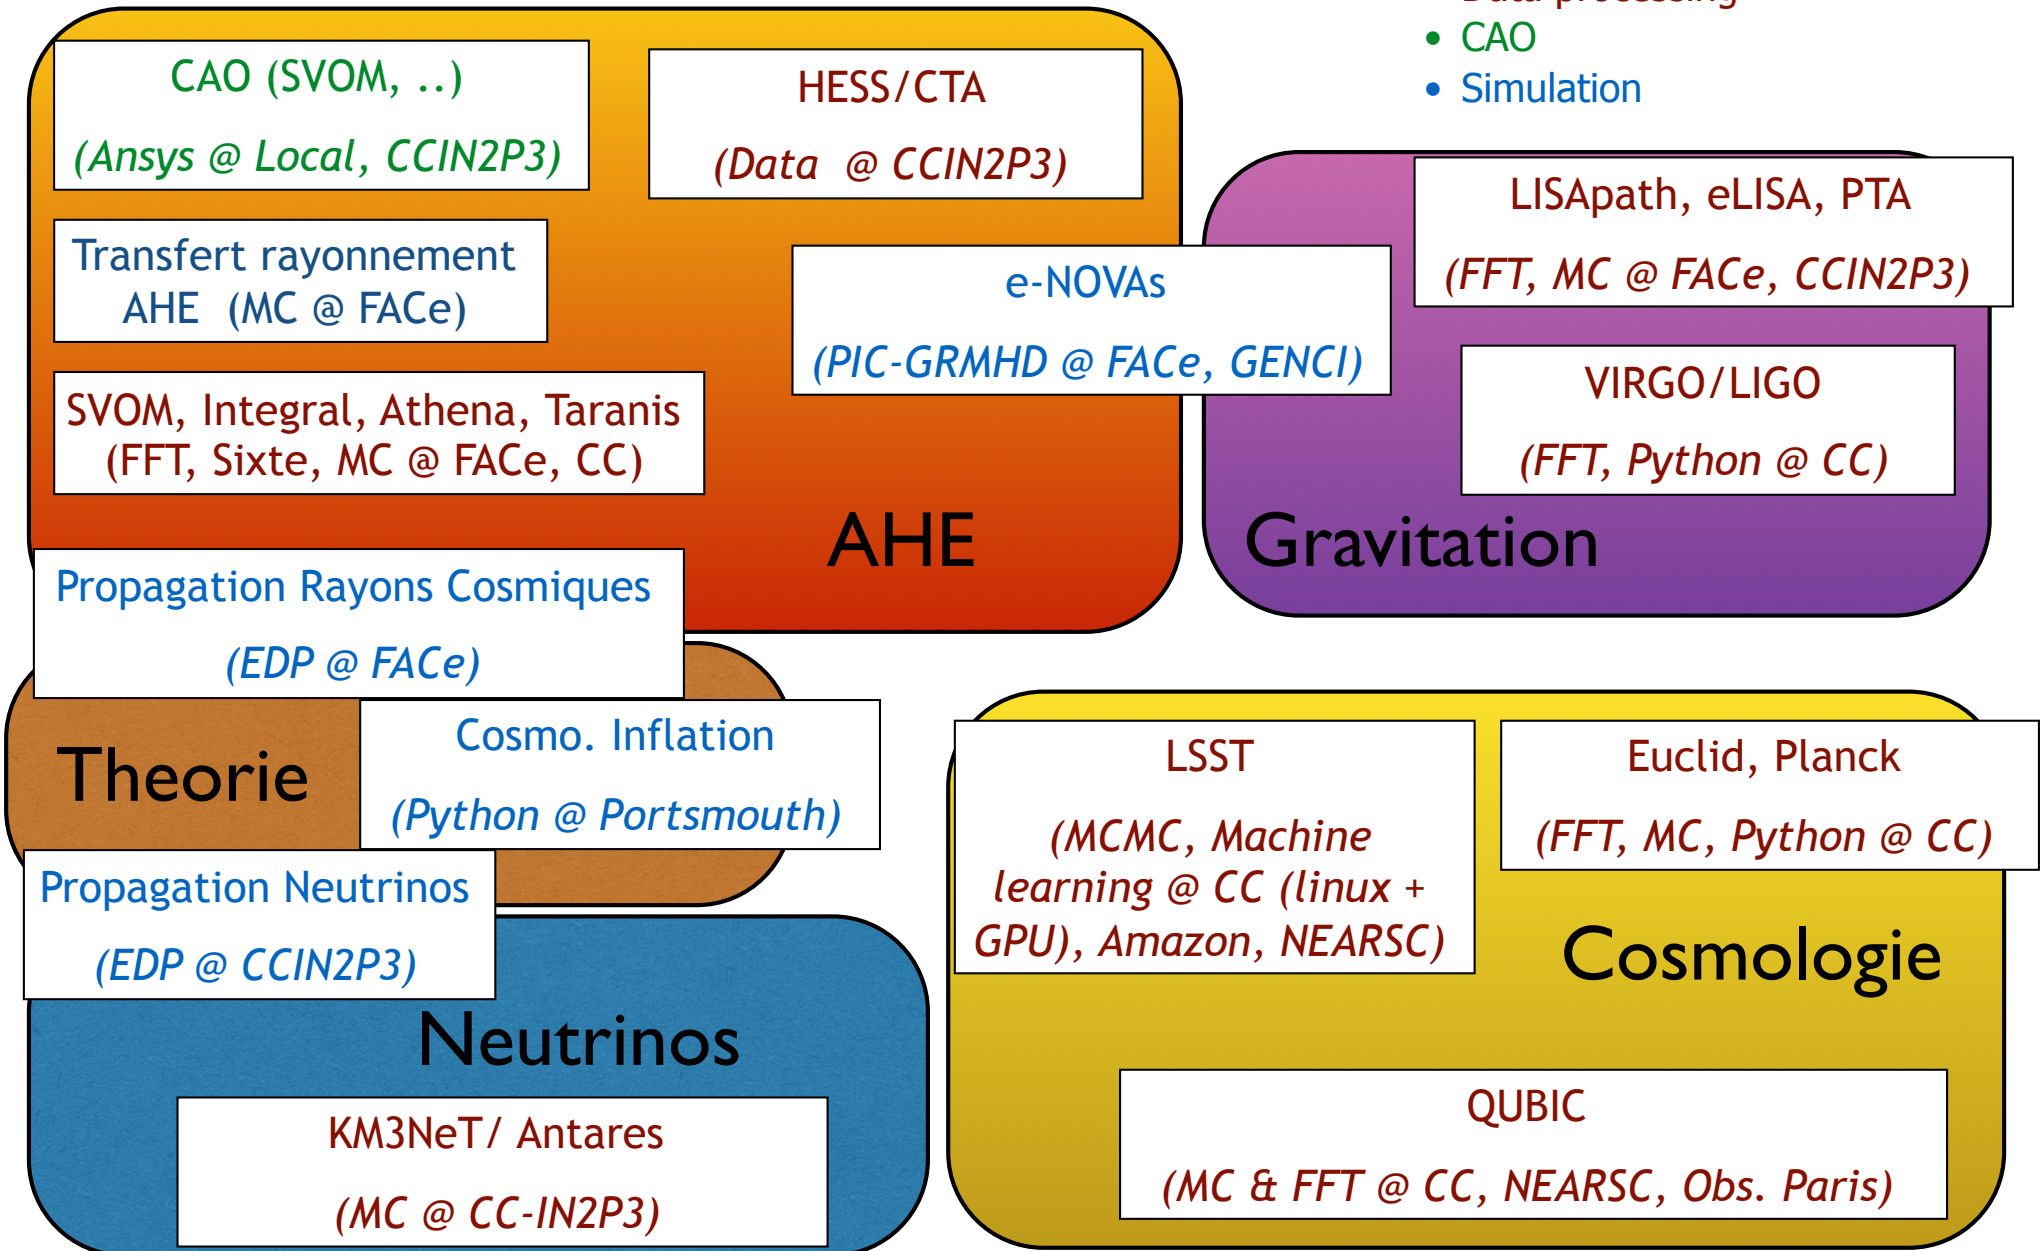 Data processing
• CAO
• Simulation
CAO (SVOM, ..)
(Ansys @ Local, CCIN2P3)
HESS/CTA
(Data @ CCIN2P3)
Transfert rayonnement
AHE (MC @ FACe)
e-NOVAs
(PIC-GRMHD @ FACe, GENCI)
SVOM, Integral, Athena, Taranis
(FFT, Sixte, MC @ FACe, CC)
AHE
LISApath, eLISA, PTA
(FFT, MC @ FACe, CCIN2P3)
VIRGO/LIGO
(FFT, Python @ CC)
Gravitation
Propagation Rayons Cosmiques
(EDP @ FACe)
Theorie
Cosmo. Inflation
(Python @ Portsmouth)
Propagation Neutrinos
(EDP @ CCIN2P3)
Neutrinos
KM3NeT/ Antares
(MC @ CC-IN2P3)
LSST
(MCMC, Machine
learning @ CC (linux +
GPU), Amazon, NEARSC)
Euclid, Planck
(FFT, MC, Python @ CC)
Cosmologie
QUBIC
(MC & FFT @ CC, NEARSC, Obs. Paris)